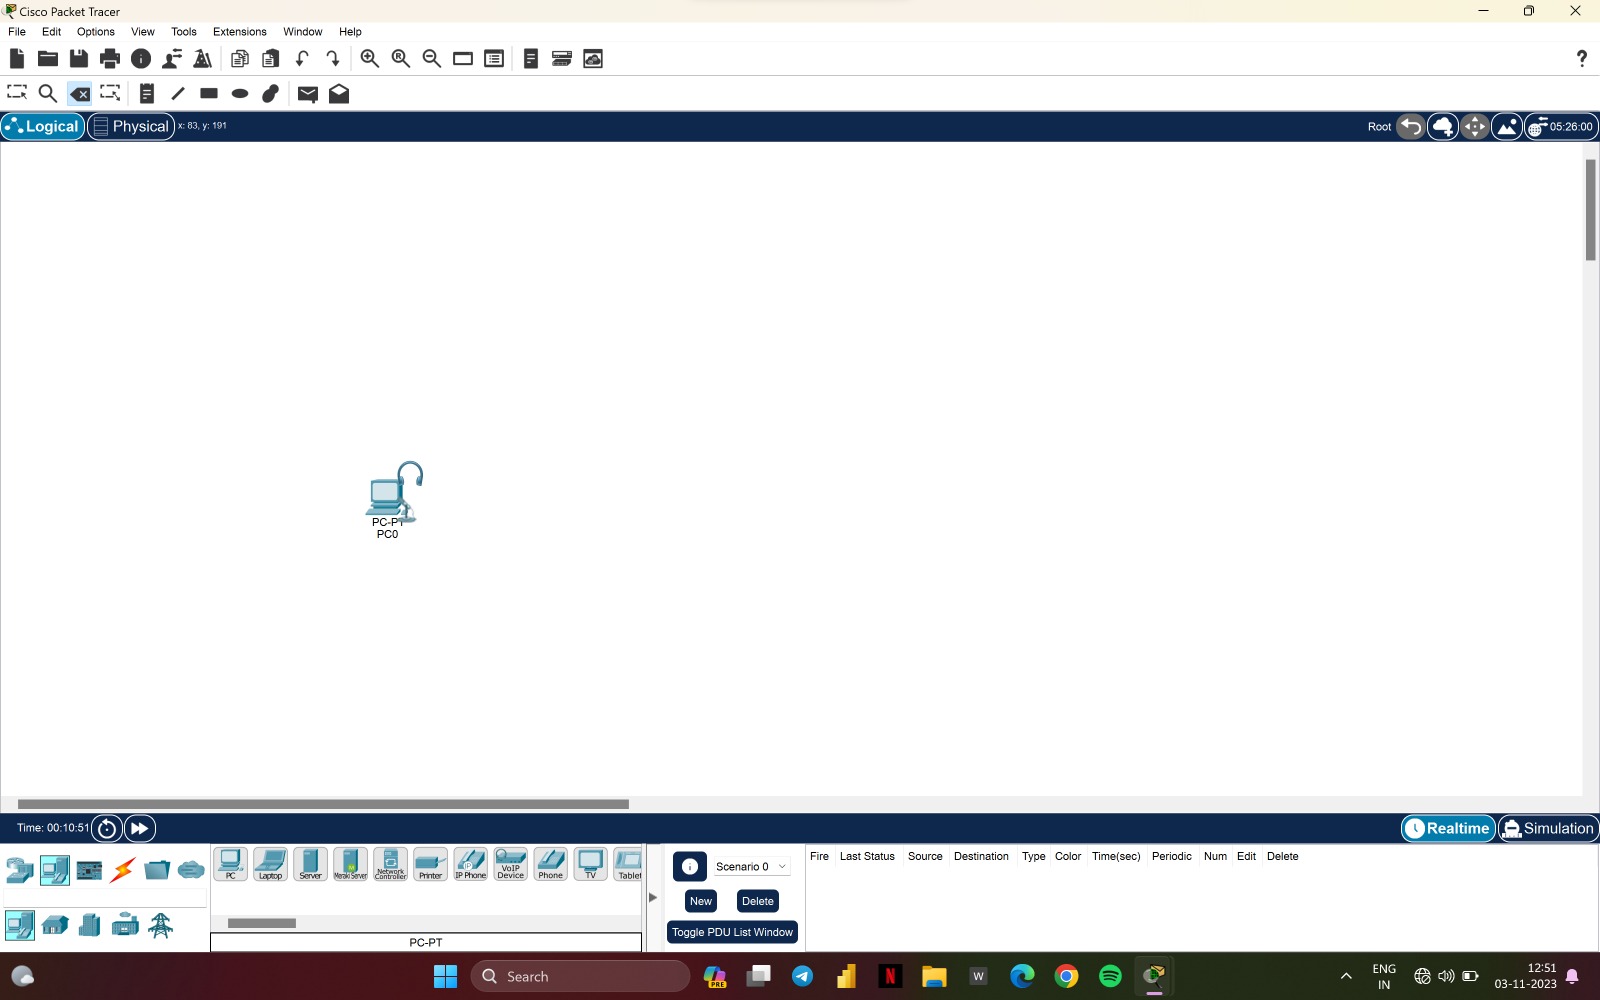 Cisco Packet Tracer
File Edit Options View Tools Extensions Window Help
Logical Physical x: 83, y: 191 Root 05:26:00
PC-PT
PC0
Time: 00:10:51 Realtime Simulation
PC Laptop Server Meraki Server Network Controller Printer IP Phone VoIP Device Phone TV Tablet
PC-PT
Scenario 0
New Delete
Toggle PDU List Window
Fire Last Status Source Destination Type Color Time(sec) Periodic Num Edit Delete
Search
PRE
N
W
ENG
IN
12:51
03-11-2023